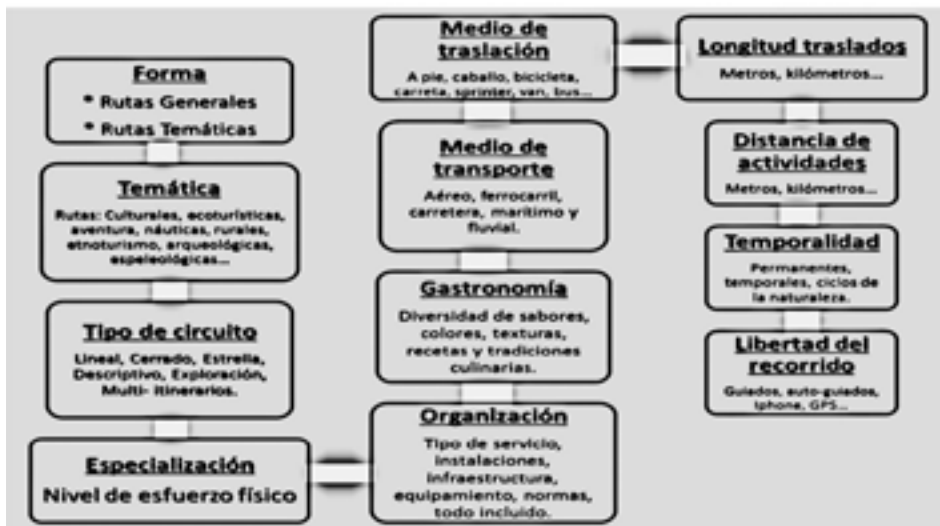 Forma
* Rutas Generales
* Rutas Temáticas
Temática
Rutas: Culturales, ecoturísticas,
aventura, náuticas, rurales,
etnoturismo, arqueológicas,
espeleológicas...
Tipo de circuito
Lineal, Cerrado, Estrella,
Descriptivo, Exploración,
Multi- itinerarios.
Especialización
Nivel de esfuerzo físico
Organización
Tipo de servicio,
instalaciones,
infraestructura,
equipamiento, normas,
todo incluido.
Gastronomía
Diversidad de sabores,
colores, texturas,
recetas y tradiciones
culinarias.
Medio de
transporte
Aéreo, ferrocarril,
carretera, marítimo y
fluvial.
Medio de
traslación
A pie, caballo, bicicleta,
carreta, sprinter, van, bus...
Longitud traslados
Metros, kilómetros...
Distancia de
actividades
Metros, kilómetros...
Temporalidad
Permanentes,
temporales, ciclos de
la naturaleza.
Libertad del
recorrido
Guiados, auto-guiados,
Iphone, GPS...